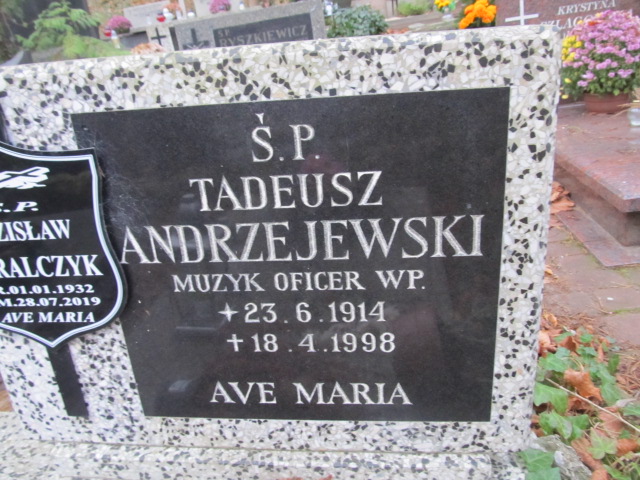 Ś.P.
TADEUSZ
ANDRZEJEWSKI
MUZYK OFICER WP.
+23.6.1914
+18.4.1998
AVE MARIA
Ś.P.
ZISŁAW
RALCZYK
R.01.01.1932
M.28.07.2019
AVE MARIA
Ś P
RYSZKIEWICZ
KRYSTYNA